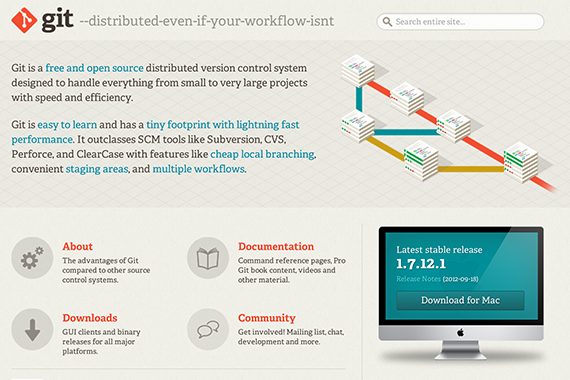 git --distributed-even-if-your-workflow-isnt
Search entire site...
Git is a free and open source distributed version control system
designed to handle everything from small to very large projects
with speed and efficiency.
Git is easy to learn and has a tiny footprint with lightning fast
performance. It outclasses SCM tools like Subversion, CVS,
Perforce, and ClearCase with features like cheap local branching,
convenient staging areas, and multiple workflows.
About
The advantages of Git
compared to other source
control systems.
Documentation
Command reference pages, Pro
Git book content, videos and
other material.
Downloads
GUI clients and binary
releases for all major
platforms.
Community
Get involved! Mailing list, chat,
development and more.
Latest stable release
1.7.12.1
Release Notes (2012-09-18)
Download for Mac